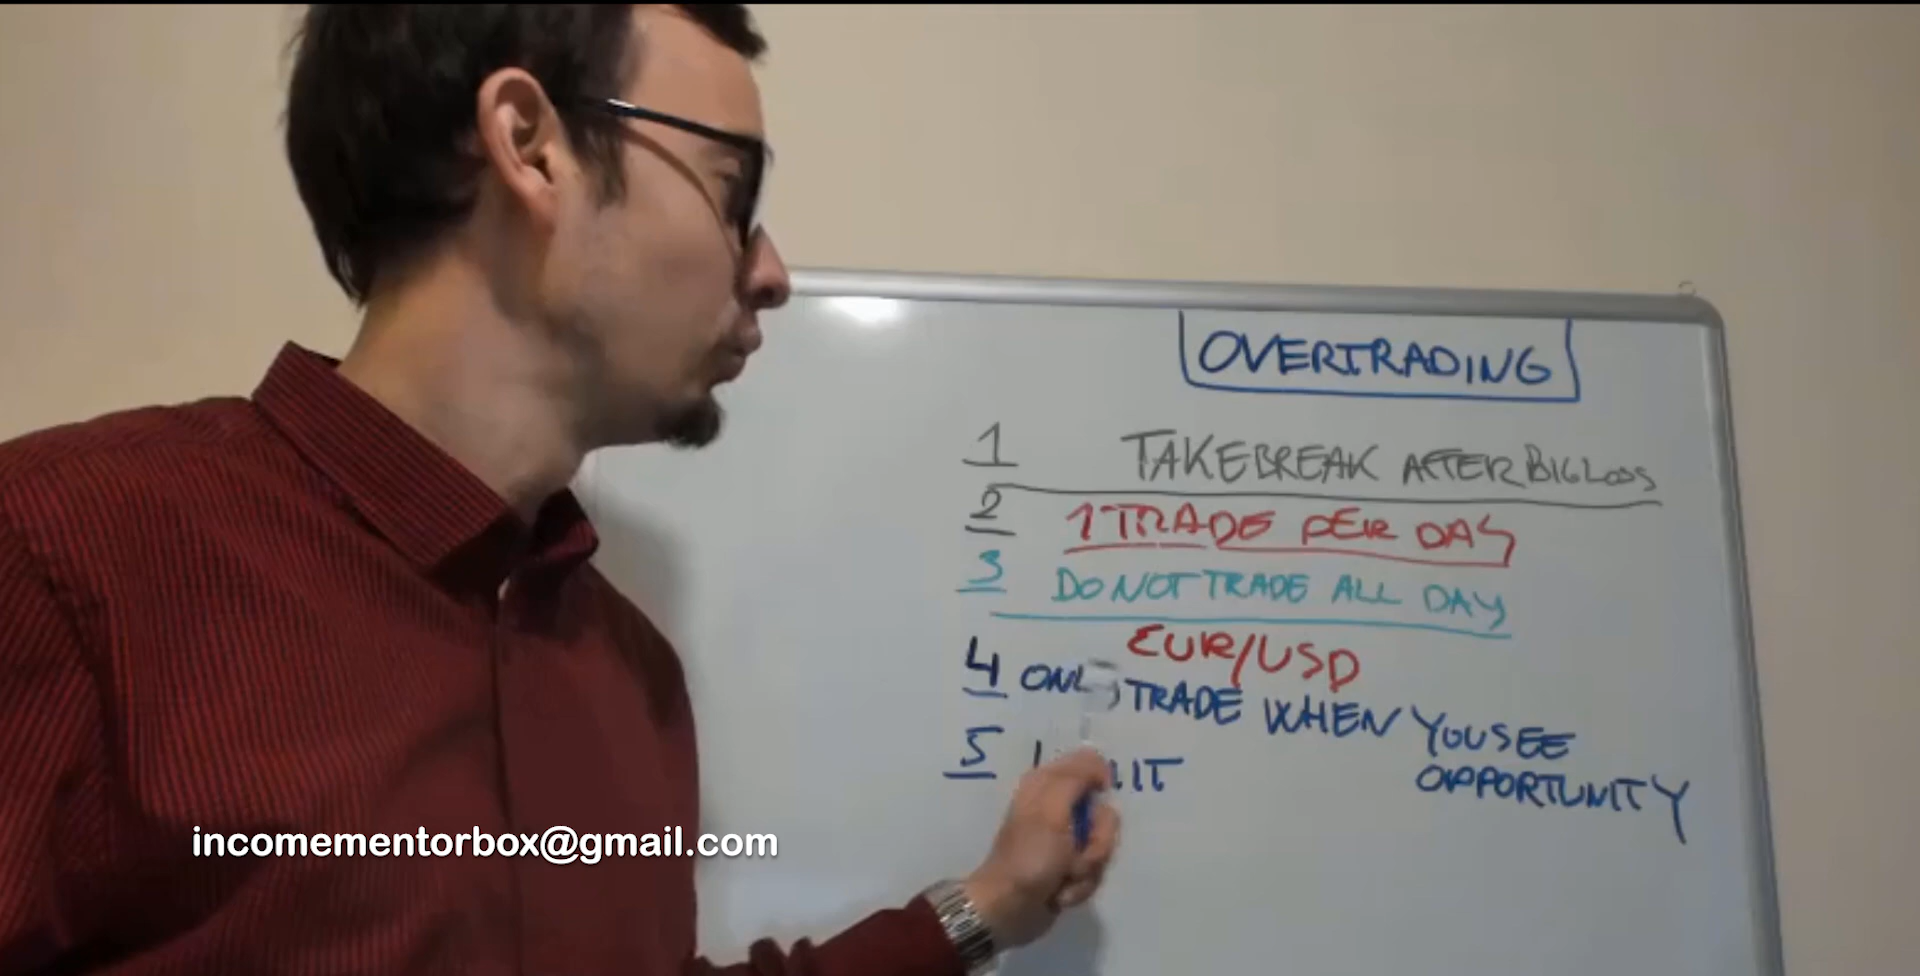 OVERTRADING
1 TAKE BREAK AFTER BIG LOSS
2 1 TRADE PER DAY
3 DO NOT TRADE ALL DAY
EUR/USD
4 ONLY TRADE WHEN YOU SEE
OPPORTUNITY
5
incomementorbox@gmail.com